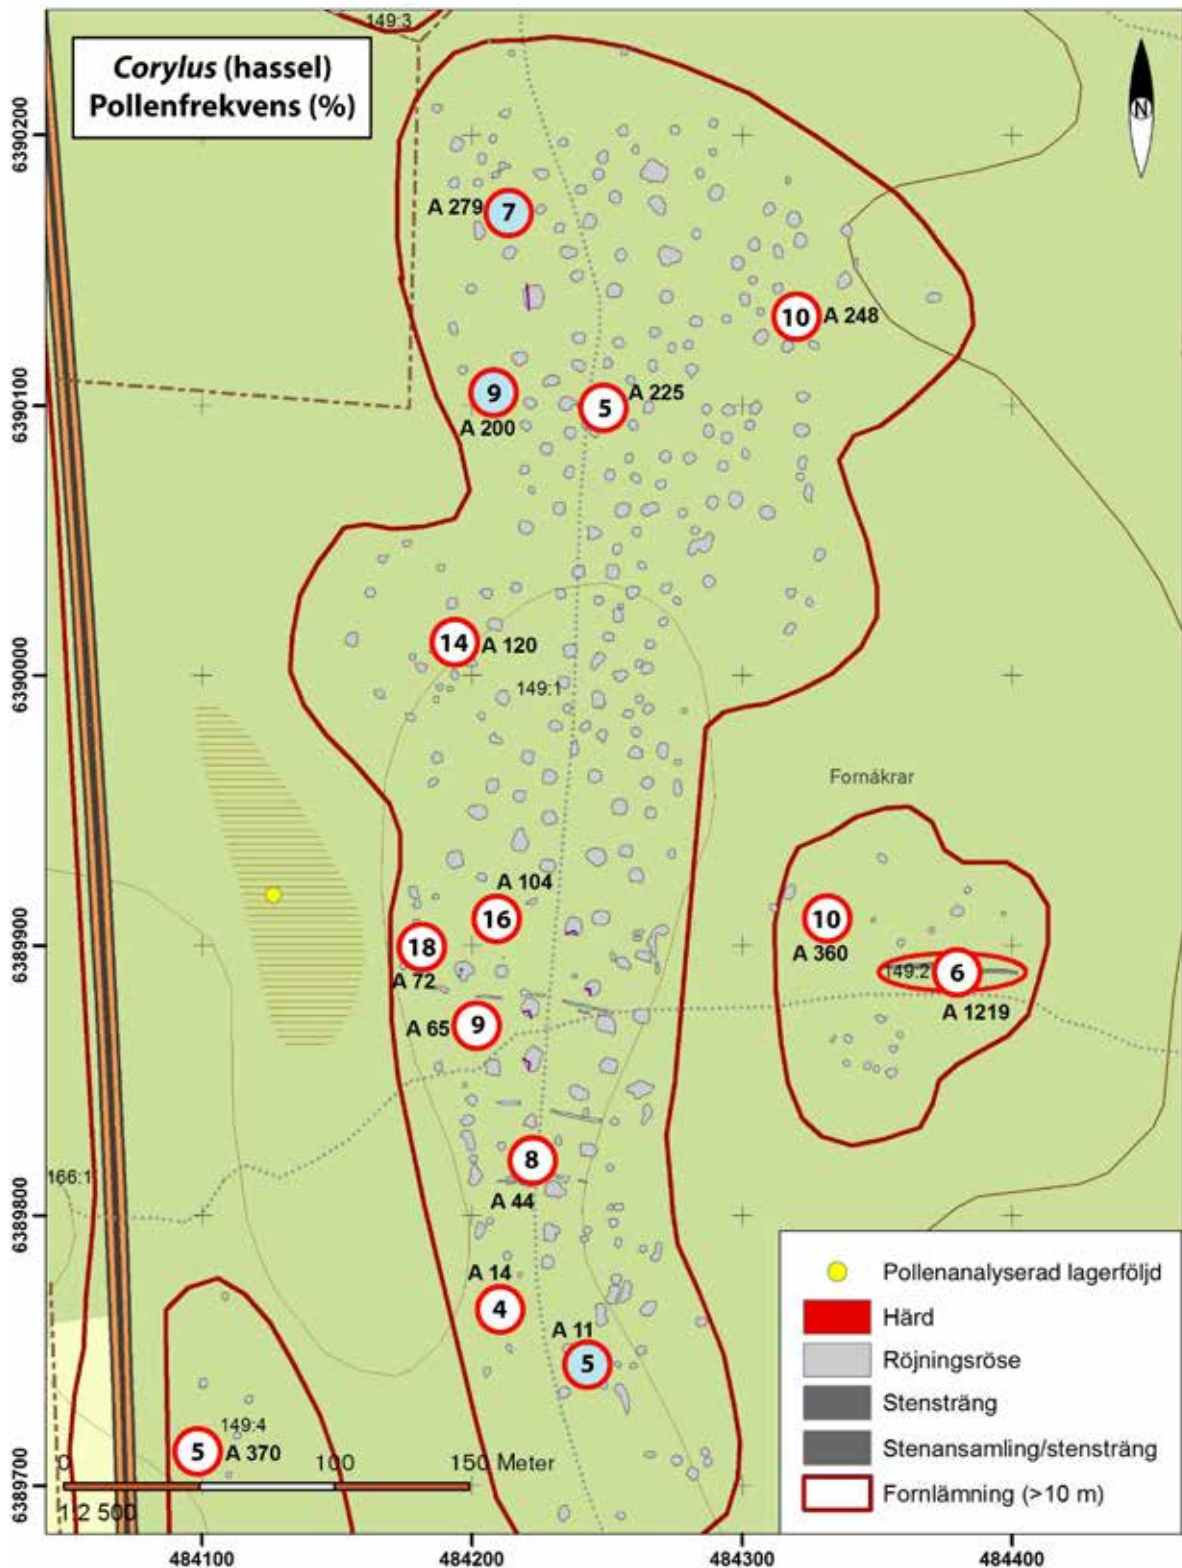 149:3
Corylus (hassel)
Pollenfrekvens (%)
N
6390200
A 279 7
10 A 248
9
A 200
5 A 225
6390100
14 A 120
6390000
149:1
Fornåkrar
A 104
16
10
A 360
6389900
18
A 72
149:2 6
A 1219
A 65 9
8
A 44
166:1
6389800
A 14
4
A 11
5
149:4
5 A 370
0 100 150 Meter
1:2 500
6389700
Pollenanalyserad lagerföljd
Härd
Röjningsröse
Stensträng
Stenansamling/stensträng
Fornlämning (>10 m)
484100 484200 484300 484400